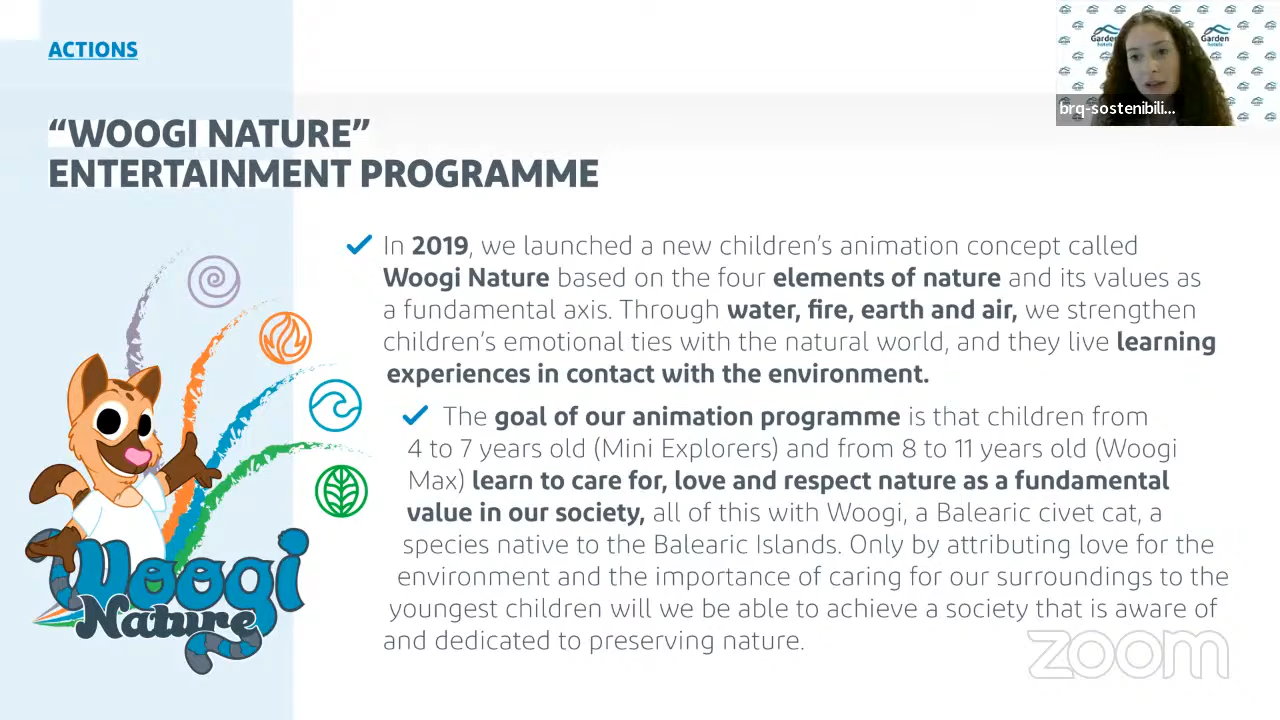 ACTIONS
Garden
hotels
Garden
hotels
brq-sostenibili...
“WOOGI NATURE”
ENTERTAINMENT PROGRAMME
In 2019, we launched a new children’s animation concept called
Woogi Nature based on the four elements of nature and its values as
a fundamental axis. Through water, fire, earth and air, we strengthen
children’s emotional ties with the natural world, and they live learning
experiences in contact with the environment.
The goal of our animation programme is that children from
4 to 7 years old (Mini Explorers) and from 8 to 11 years old (Woogi
Max) learn to care for, love and respect nature as a fundamental
value in our society, all of this with Woogi, a Balearic civet cat, a
species native to the Balearic Islands. Only by attributing love for the
environment and the importance of caring for our surroundings to the
youngest children will we be able to achieve a society that is aware of
and dedicated to preserving nature.
Woogi
Nature
zoom